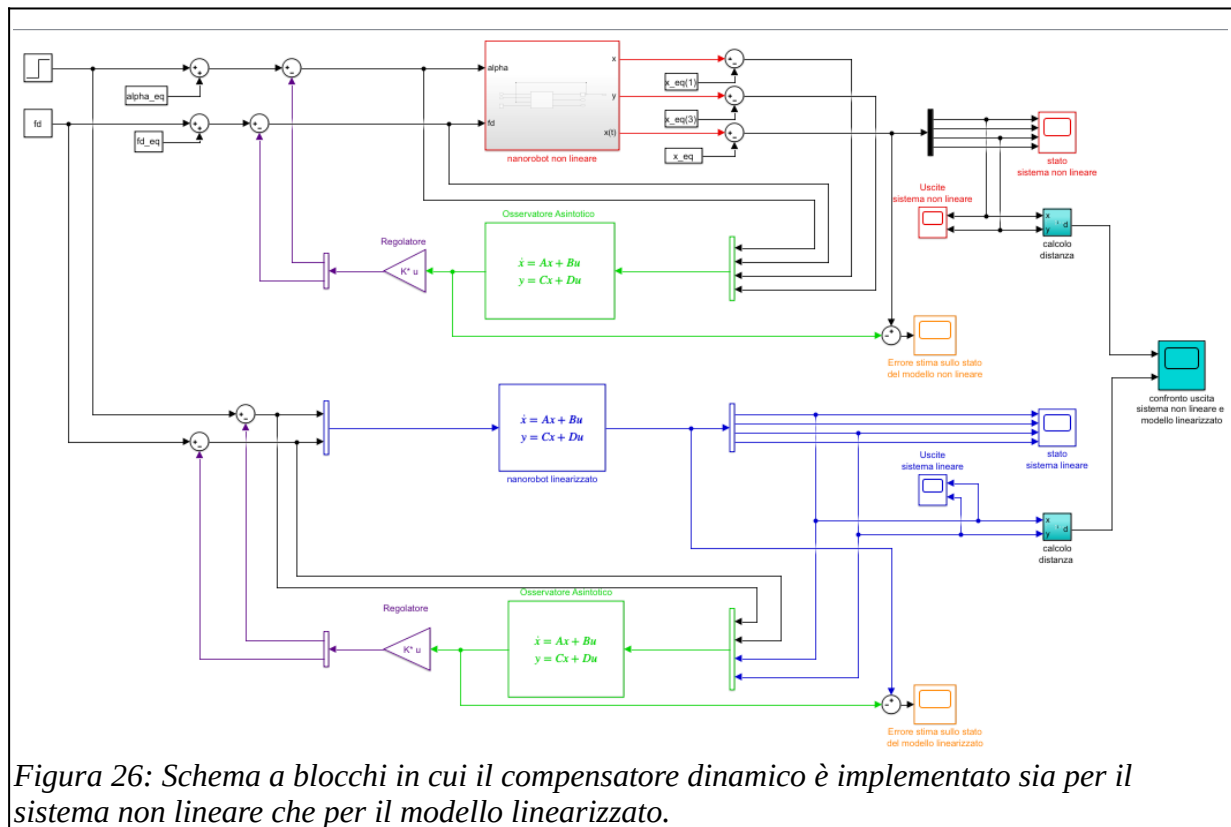 alpha_eq
fd
fd_eq
alpha
fd
x
y
x(t)
nanorobot non lineare
x_eq(1)
x_eq(3)
x_eq
stato
sistema non lineare
Uscite
sistema non lineare
x
y
d
calcolo
distanza
Osservatore Asintotico
ẋ = Ax + Bu
y = Cx + Du
Regolatore
K* u
Errore stima sullo stato
del modello non lineare
confronto uscita
sistema non lineare e
modello linearizzato
ẋ = Ax + Bu
y = Cx + Du
nanorobot linearizzato
stato
sistema lineare
Uscite
sistema lineare
x
y
d
calcolo
distanza
Osservatore Asintotico
ẋ = Ax + Bu
y = Cx + Du
Regolatore
K* u
Errore stima sullo stato
del modello linearizzato
Figura 26: Schema a blocchi in cui il compensatore dinamico è implementato sia per il
sistema non lineare che per il modello linearizzato.